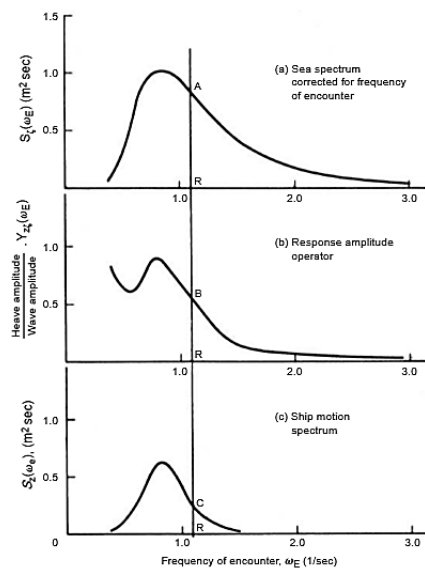 1.5
1.0
0.5
Sζ(ωE) (m2 sec)
A
R
(a) Sea spectrum
corrected for frequency
of encounter
1.0
2.0
3.0
1.0
0.5
Heave amplitude
Wave amplitude
. Yzζ(ωE)
B
R
(b) Response amplitude
operator
1.0
2.0
3.0
1.0
0.5
Sz(ωe), (m2 sec)
C
R
(c) Ship motion
spectrum
0
1.0
2.0
3.0
Frequency of encounter, ωE (1/sec)